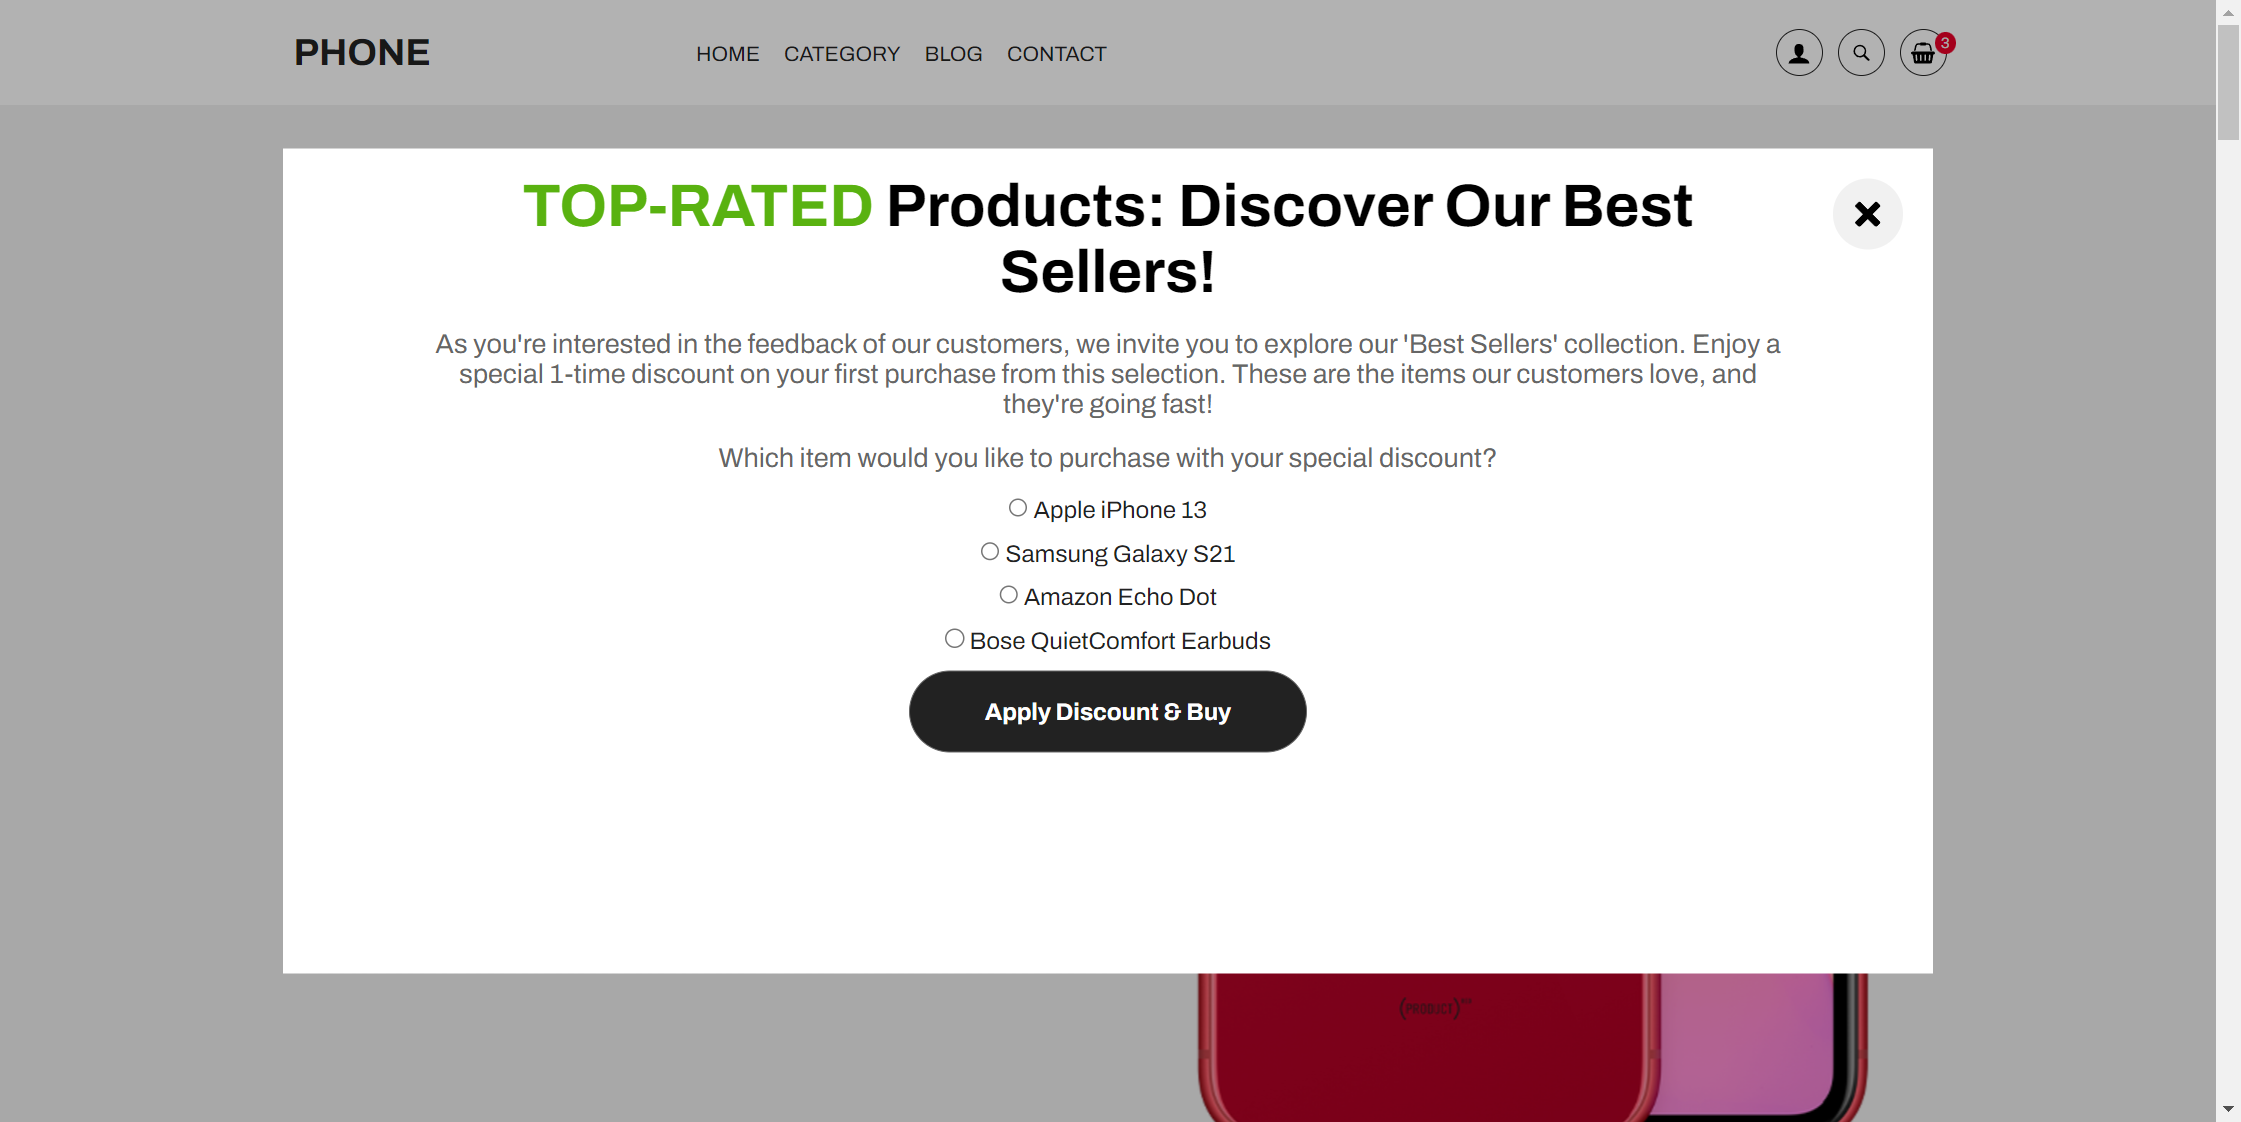 PHONE
HOME CATEGORY BLOG CONTACT
3
TOP-RATED Products: Discover Our Best
Sellers!
As you're interested in the feedback of our customers, we invite you to explore our 'Best Sellers' collection. Enjoy a
special 1-time discount on your first purchase from this selection. These are the items our customers love, and
they're going fast!
Which item would you like to purchase with your special discount?
Apple iPhone 13
Samsung Galaxy S21
Amazon Echo Dot
Bose QuietComfort Earbuds
Apply Discount & Buy
(PRODUCT)